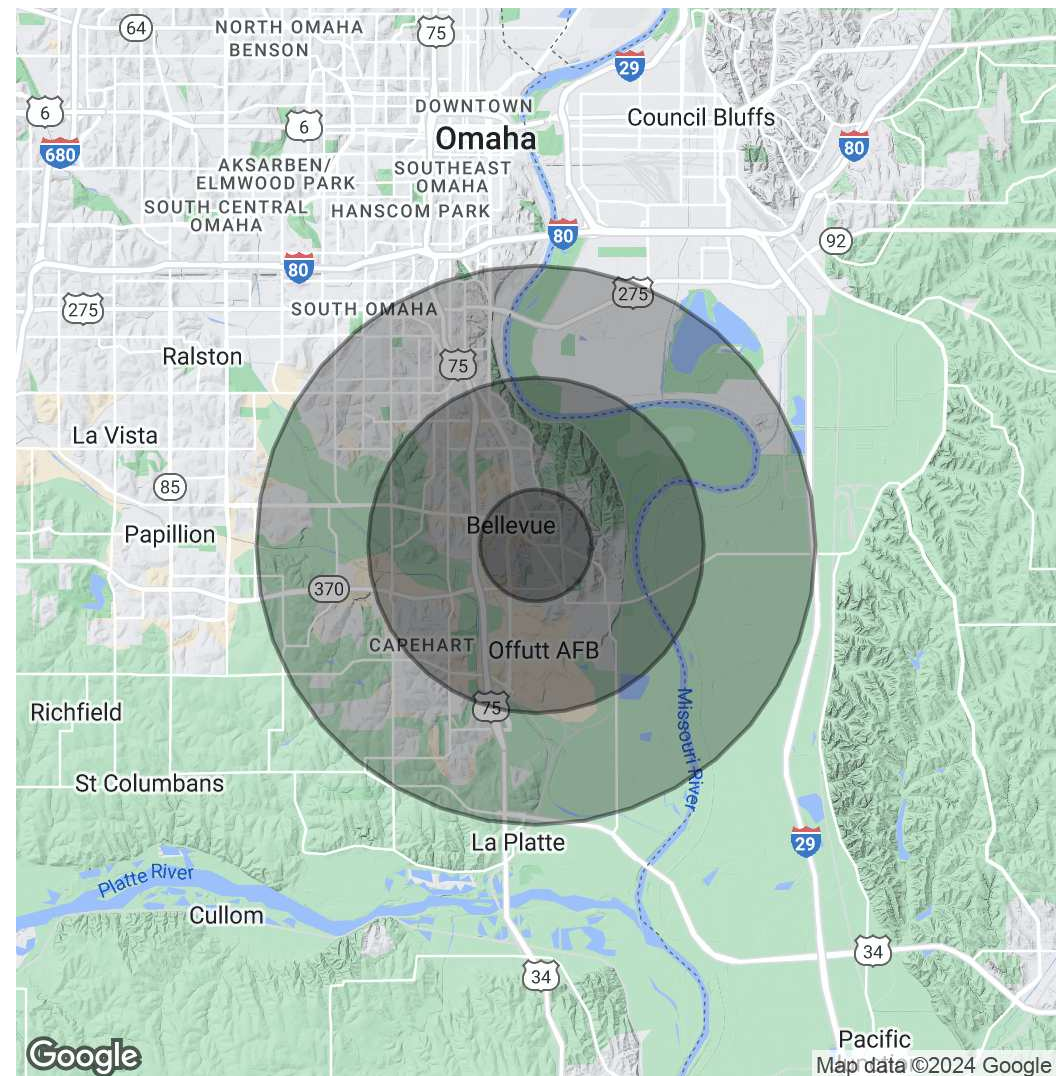 64
NORTH OMAHA
75
BENSON
29
DOWNTOWN
6
6
Council Bluffs
Omaha
680
80
AKSARBEN/
ELMWOOD PARK
SOUTHEAST
OMAHA
SOUTH CENTRAL
OMAHA
HANSCOM PARK
80
92
80
275
SOUTH OMAHA
275
Ralston
75
La Vista
85
Bellevue
Papillion
370
CAPEHART
Offutt AFB
Richfield
75
Missouri River
St Columbans
La Platte
29
Platte River
Cullom
34
34
Pacific
Google
Map data ©2024 Google